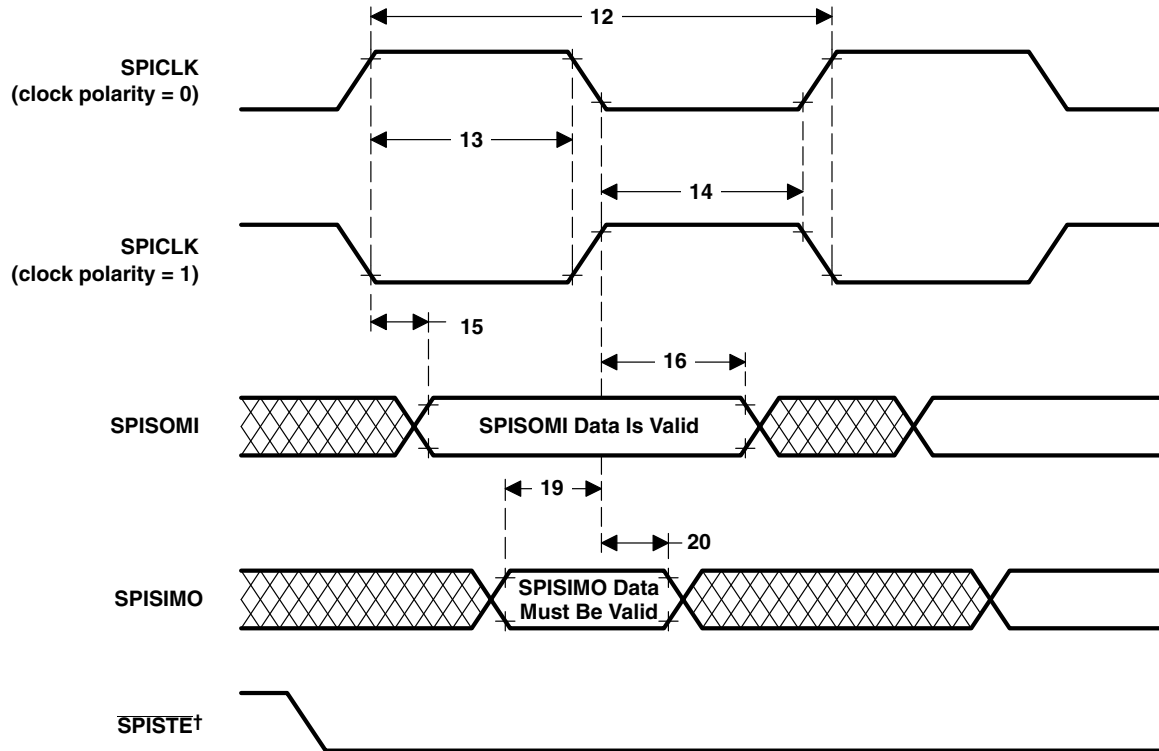 12
SPICLK
(clock polarity = 0)
13
14
SPICLK
(clock polarity = 1)
15
16
SPISOMI
SPISOMI Data Is Valid
19
20
SPISIMO
SPISIMO Data
Must Be Valid
SPISTE†